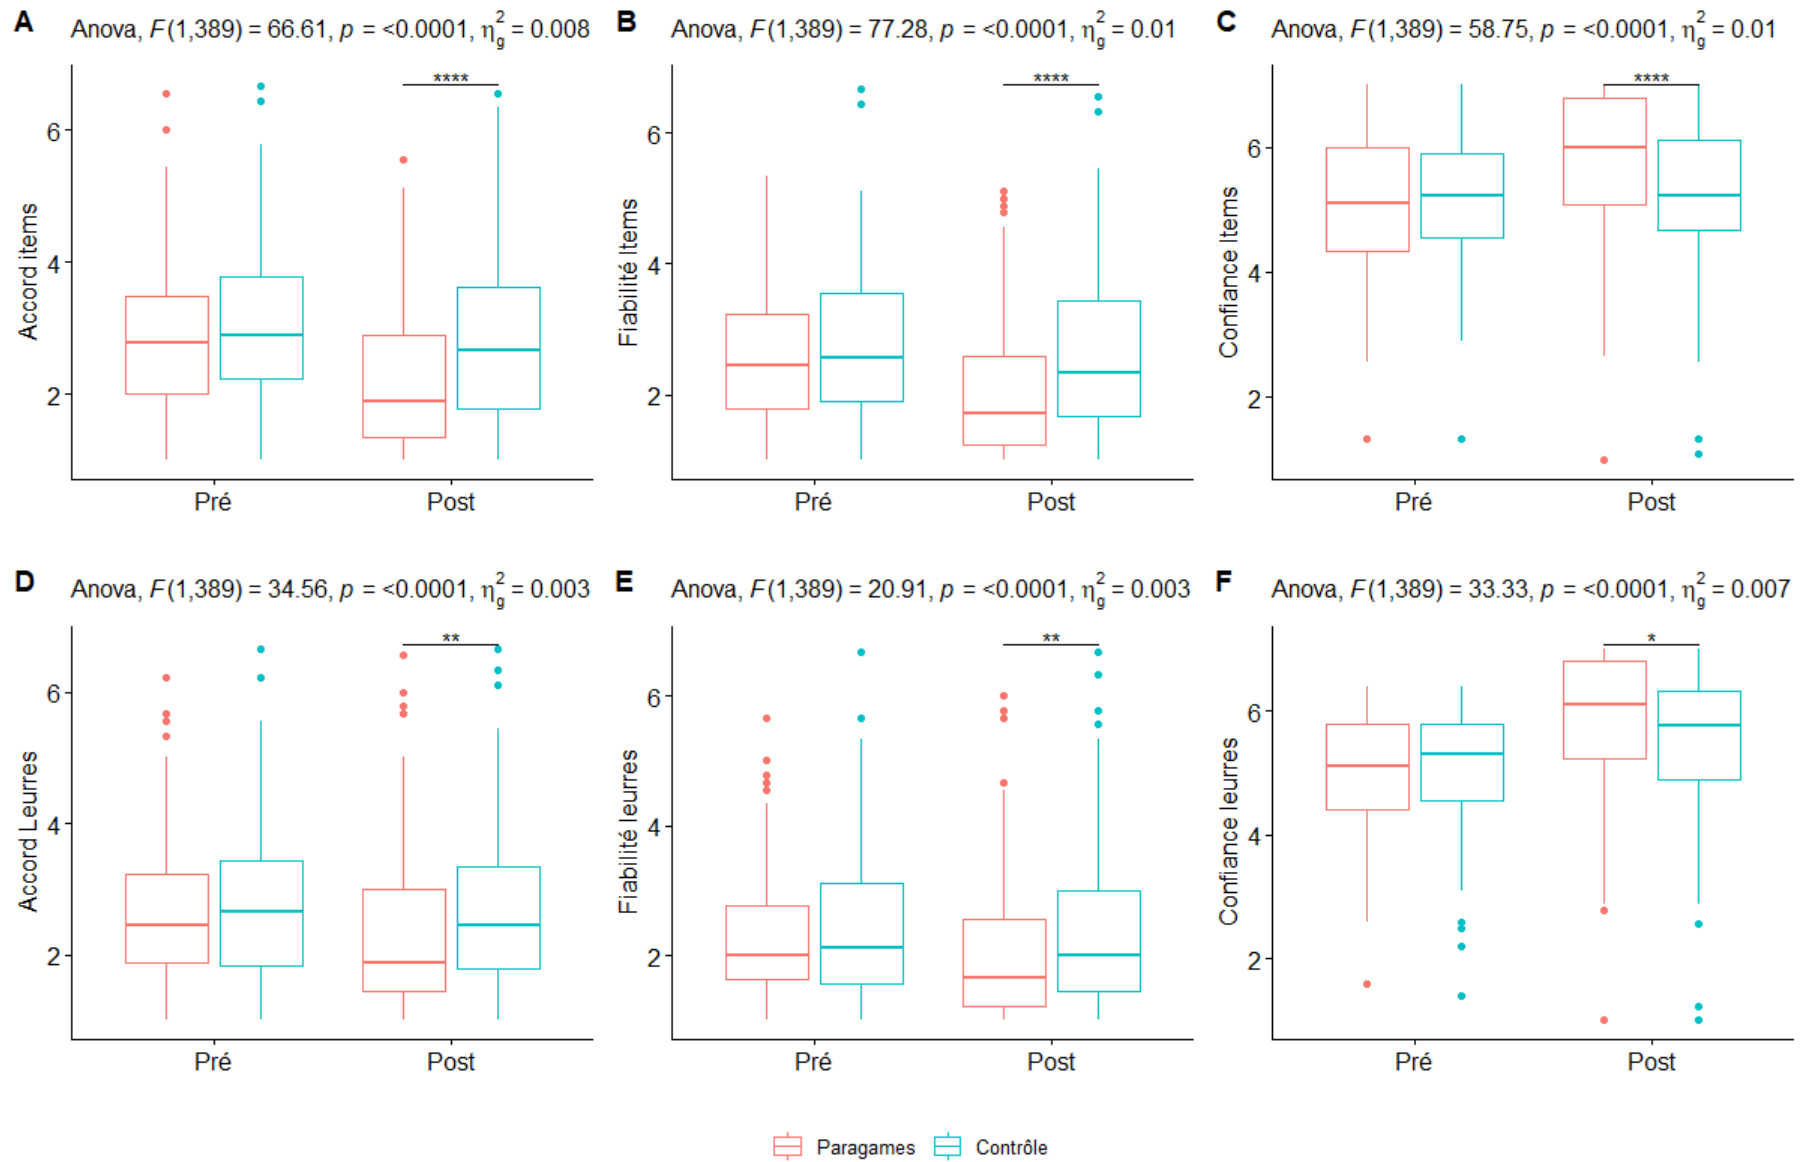 A Anova, F(1,389) = 66.61, p = <0.0001, η²g = 0.008
B Anova, F(1,389) = 77.28, p = <0.0001, η²g = 0.01
C Anova, F(1,389) = 58.75, p = <0.0001, η²g = 0.01
Accord items
6
4
2
****
Pré Post
Fiabilité Items
6
4
2
****
Pré Post
Confiance Items
6
4
2
****
Pré Post
D Anova, F(1,389) = 34.56, p = <0.0001, η²g = 0.003
E Anova, F(1,389) = 20.91, p = <0.0001, η²g = 0.003
F Anova, F(1,389) = 33.33, p = <0.0001, η²g = 0.007
Accord Leurres
6
4
2
**
Pré Post
Fiabilité leurres
6
4
2
**
Pré Post
Confiance leurres
6
4
2
*
Pré Post
Paragames Contrôle